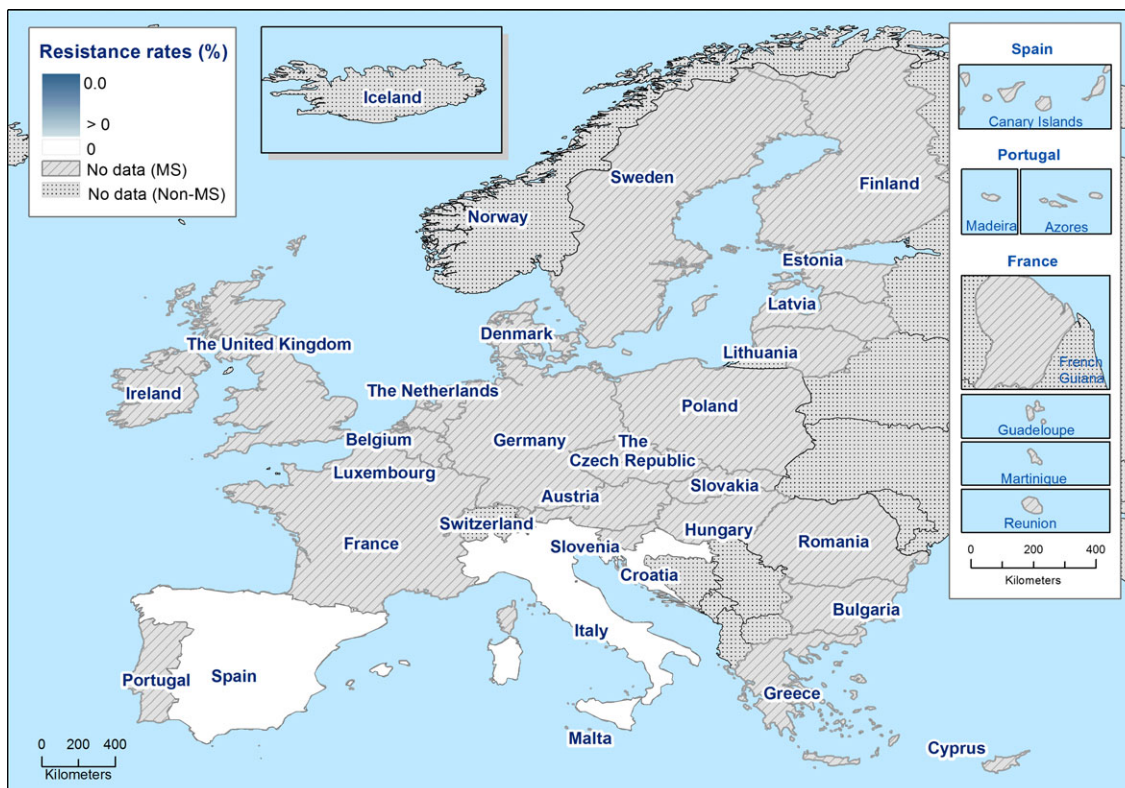 Resistance rates (%)
0.0
> 0
0
No data (MS)
No data (Non-MS)
Iceland
Spain
Canary Islands
Portugal
Madeira
Azores
France
French
Guiana
Guadeloupe
Martinique
Reunion
0 200 400
Kilometers
Sweden
Finland
Norway
Estonia
Latvia
Denmark
The United Kingdom
Lithuania
Ireland
The Netherlands
Poland
Belgium
Germany
The
Czech Republic
Luxembourg
Slovakia
Austria
Switzerland
Hungary
France
Slovenia
Romania
Croatia
Bulgaria
Italy
Portugal
Spain
Greece
Malta
Cyprus
0 200 400
Kilometers